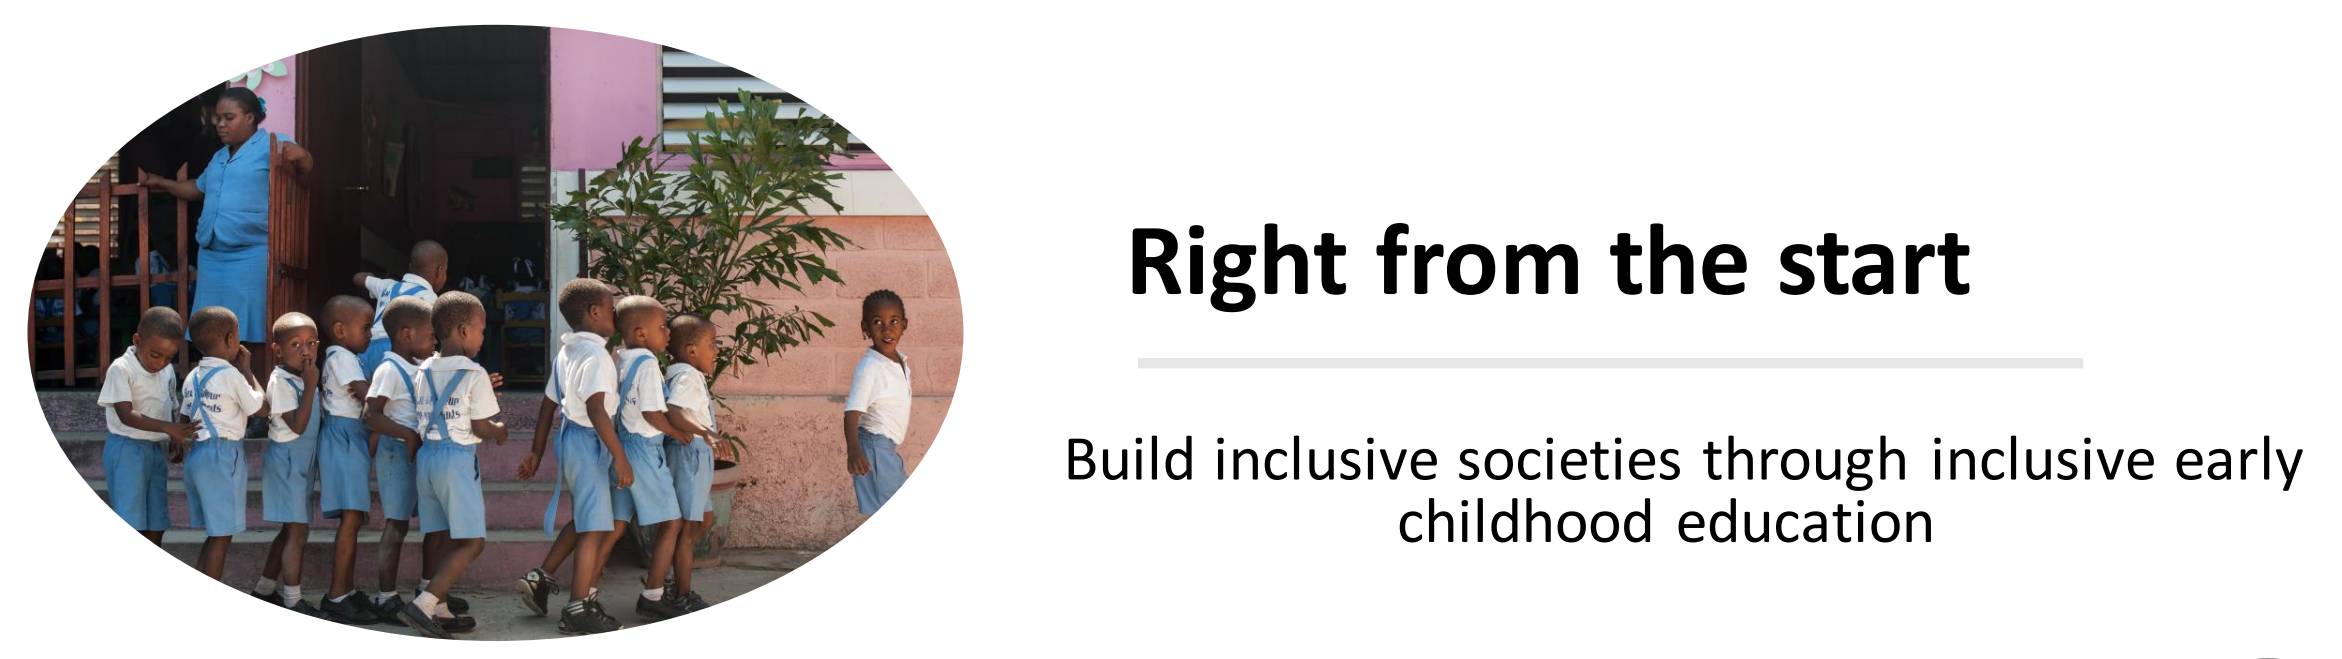 Right from the start
Build inclusive societies through inclusive early
childhood education